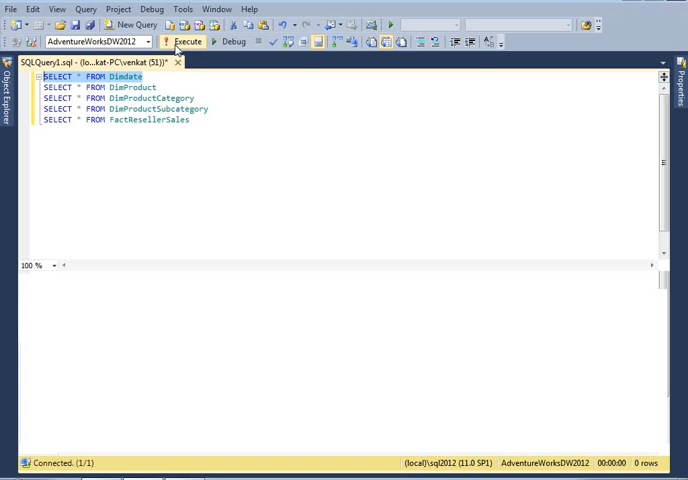 File Edit View Query Project Debug Tools Window Help
New Query
AdventureWorksDW2012 Execute Debug
SQLQuery1.sql - (lo...kat-PC\venkat (51))*
Object Explorer
Properties
SELECT * FROM Dimdate
SELECT * FROM DimProduct
SELECT * FROM DimProductCategory
SELECT * FROM DimProductSubcategory
SELECT * FROM FactResellerSales
100 %
Connected. (1/1) (local)\sql2012 (11.0 SP1) AdventureWorksDW2012 00:00:00 0 rows